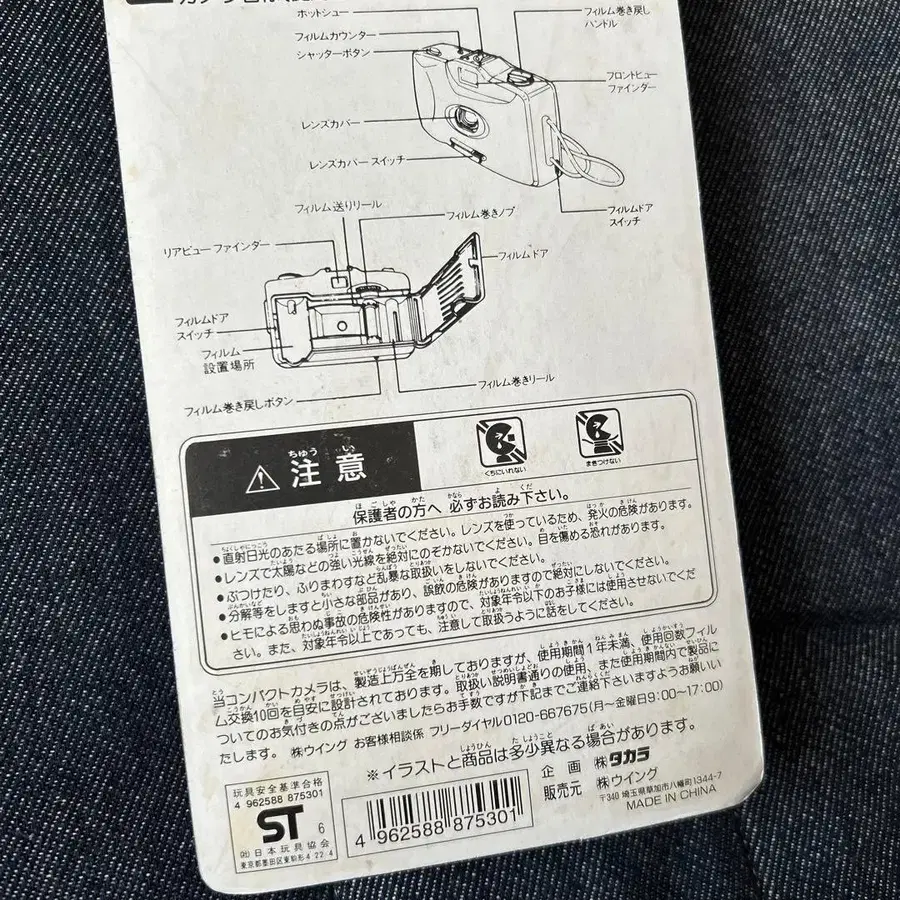 ホットシュー
フィルム巻き戻し
ハンドル
フィルムカウンター
シャッターボタン
フロントビュー
ファインダー
レンズカバー
レンズカバー スイッチ
フィルムドア
スイッチ
フィルム送りリール
フィルム巻きノブ
リアビュー ファインダー
フィルムドア
フィルムドア
スイッチ
フィルム
設置場所
フィルム巻き戻しボタン
フィルム巻きリール
注意
くちにいれない
まきつけない
保護者の方へ 必ずお読み下さい。
●直射日光のあたる場所に置かないでください。レンズを使っているため、発火の危険があります。
●レンズで太陽などの強い光線を絶対にのぞかないでください。目を傷める恐れがあります。
●ぶつけたり、ふりまわすなど乱暴な取扱いをしないでください。
●分解等をしますと小さな部品があり、誤飲の危険がありますので絶対にしないでください。
●ヒモによる思わぬ事故の危険性がありますので、対象年令以下のお子様には使用させないでくだ
さい。また、対象年令以上であっても、注意して取扱うように話をしてください。
当コンパクトカメラは、製造上万全を期しておりますが、使用期間1年未満、使用回数フィル
ム交換10回を目安に設計されております。取扱い説明書通りの使用、また使用期間内で製品に
ついてのお気付きの点がございましたらお手数ですが下記までご連絡下さいますようお願いい
たします。 ㈱ウイング お客様相談係 フリーダイヤル0120-667675(月〜金曜日9:00〜17:00)
※イラストと商品は多少異なる場合があります。
企画 ㈱タカラ
販売元 ㈱ウイング
〒340 埼玉県草加市八幡町1344-7
MADE IN CHINA
玩具安全基準合格
4 962588 875301
ST 6
㈳日本玩具協会
東京都墨田区東駒形4-22-4
4 962588 875301